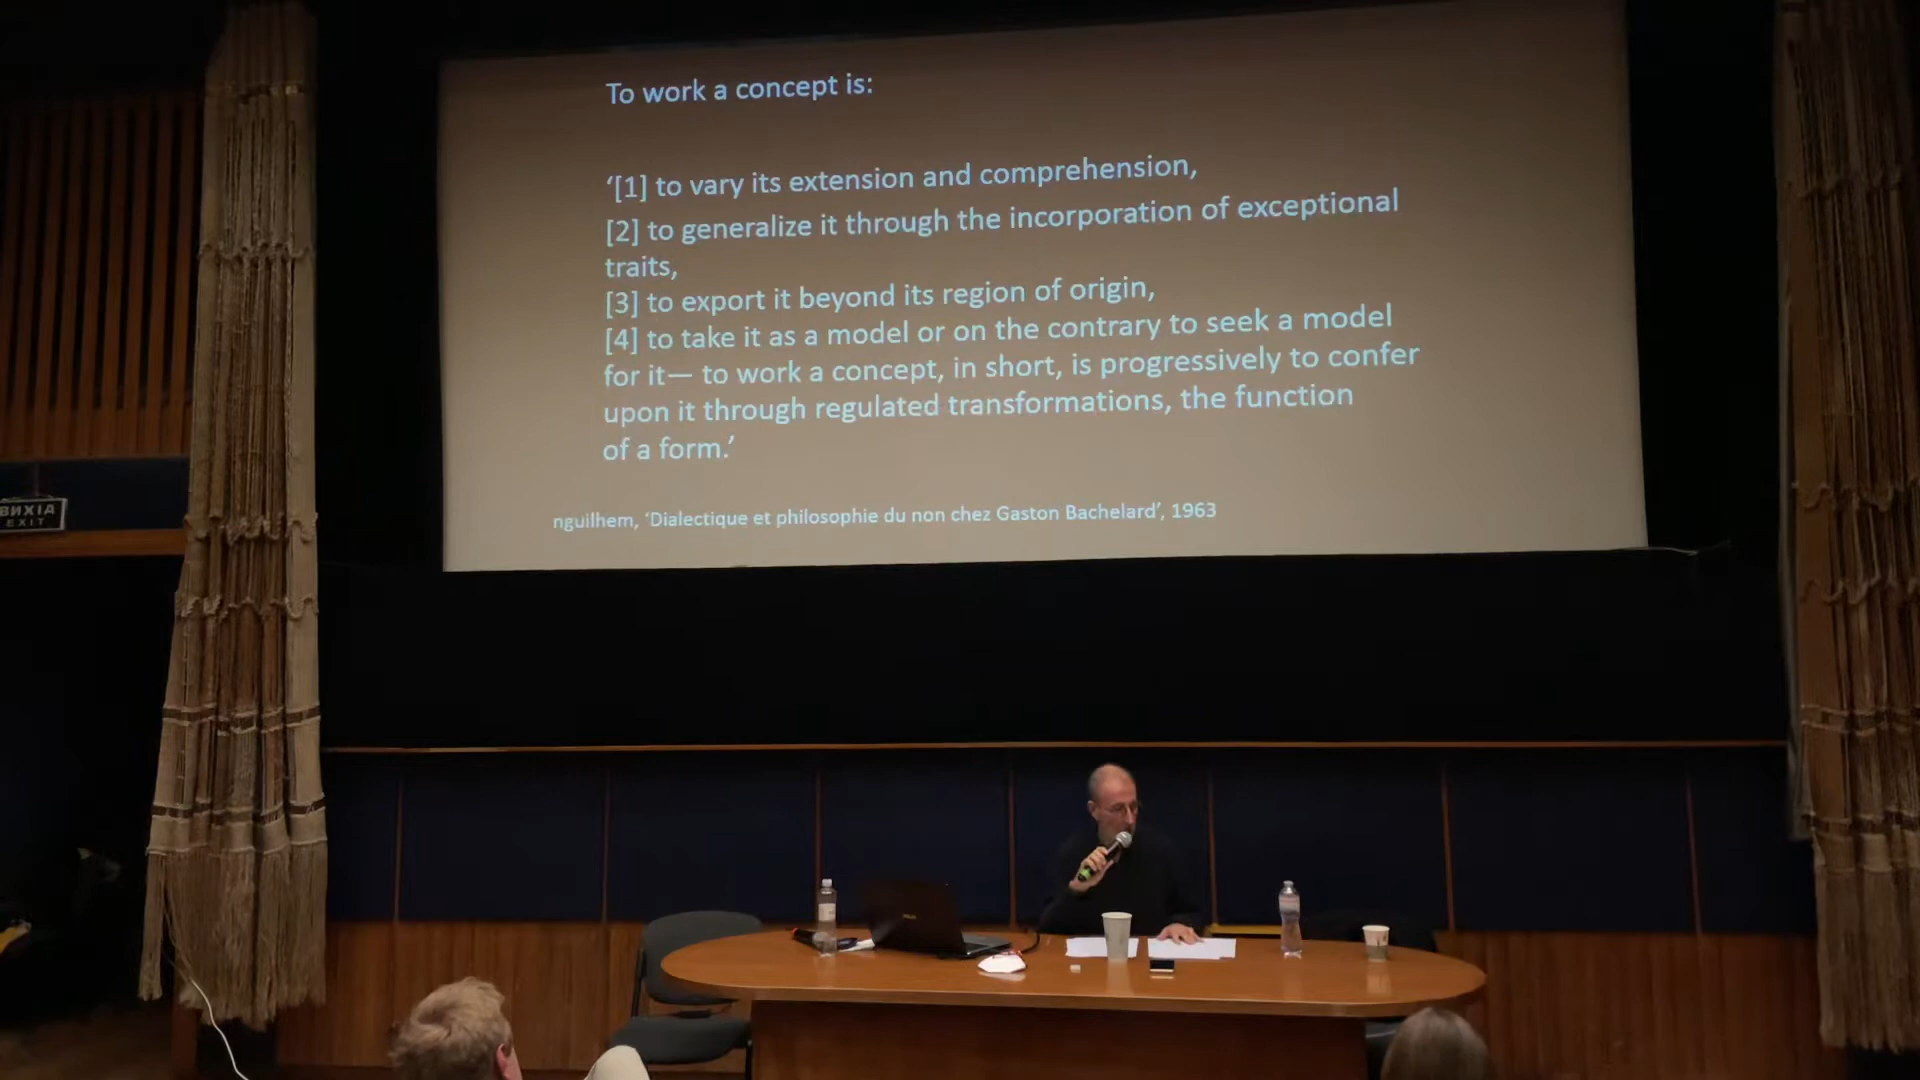 To work a concept is:
‘[1] to vary its extension and comprehension,
[2] to generalize it through the incorporation of exceptional
traits,
[3] to export it beyond its region of origin,
[4] to take it as a model or on the contrary to seek a model
for it— to work a concept, in short, is progressively to confer
upon it through regulated transformations, the function
of a form.’
nguilhem, ‘Dialectique et philosophie du non chez Gaston Bachelard’, 1963
ВИХІД
EXIT